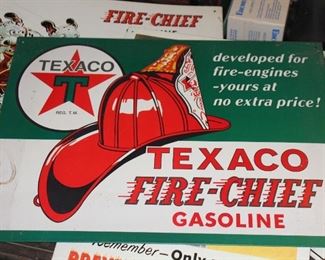 FIRE-CHIEF
TEXACO
T
REG. T.M.
developed for
fire-engines
-yours at
no extra price!
TEXACO
FIRE-CHIEF
GASOLINE
Remember-Only